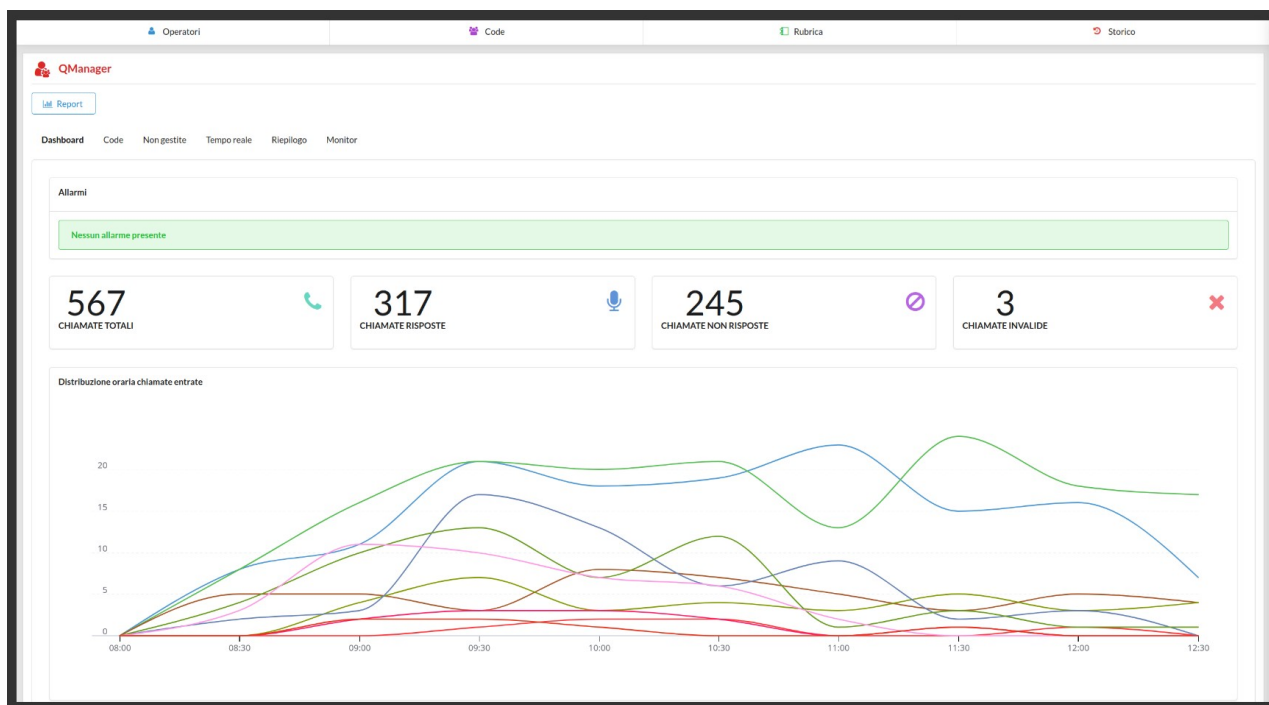 Operatori Code Rubrica Storico
QManager
Report
Dashboard Code Non gestite Tempo reale Riepilogo Monitor
Allarmi
Nessun allarme presente
567 317 245 3
CHIAMATE TOTALI CHIAMATE RISPOSTE CHIAMATE NON RISPOSTE CHIAMATE INVALIDE
Distribuzione oraria chiamate entrate
20
15
10
5
0
08:00 08:30 09:00 09:30 10:00 10:30 11:00 11:30 12:00 12:30